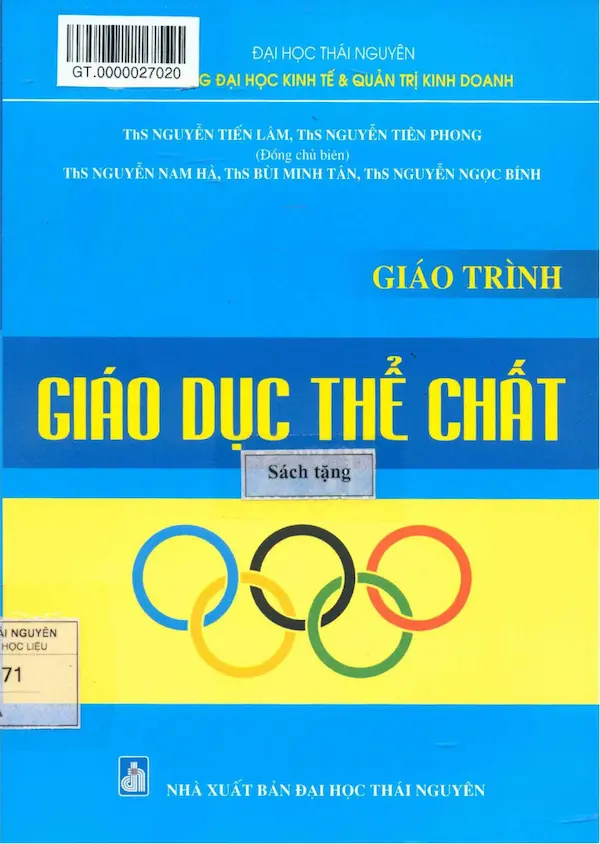 GT.0000027020
ĐẠI HỌC THÁI NGUYÊN
NG ĐẠI HỌC KINH TẾ & QUẢN TRỊ KINH DOANH
ThS NGUYỄN TIẾN LÂM, ThS NGUYỄN TIÊN PHONG
(Đồng chủ biên)
ThS NGUYỄN NAM HÀ, ThS BÙI MINH TÂN, ThS NGUYỄN NGỌC BÍNH
GIÁO TRÌNH
GIÁO DỤC THỂ CHẤT
Sách tặng
ÁI NGUYÊN
HỌC LIỆU
71
NHÀ XUẤT BẢN ĐẠI HỌC THÁI NGUYÊN